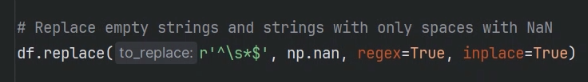 # Replace empty strings and strings with only spaces with NaN
df.replace( to_replace: r'^\s*$', np.nan, regex=True, inplace=True)